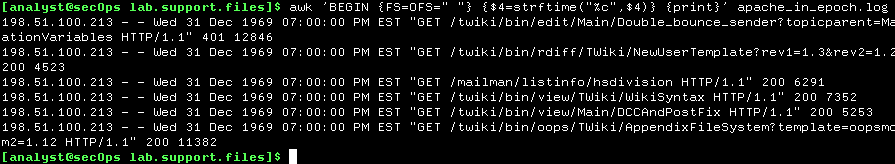 [analyst@secOps lab.support.files]$ awk 'BEGIN {FS=OFS=" "} {$4=strftime("%c",$4)} {print}' apache_in_epoch.log
198.51.100.213 - - Wed 31 Dec 1969 07:00:00 PM EST "GET /twiki/bin/edit/Main/Double_bounce_sender?topicparent=Ma
ationVariables HTTP/1.1" 401 12846
198.51.100.213 - - Wed 31 Dec 1969 07:00:00 PM EST "GET /twiki/bin/rdiff/TWiki/NewUserTemplate?rev1=1.3&rev2=1.2
200 4523
198.51.100.213 - - Wed 31 Dec 1969 07:00:00 PM EST "GET /mailman/listinfo/hsdivision HTTP/1.1" 200 6291
198.51.100.213 - - Wed 31 Dec 1969 07:00:00 PM EST "GET /twiki/bin/view/TWiki/WikiSyntax HTTP/1.1" 200 7352
198.51.100.213 - - Wed 31 Dec 1969 07:00:00 PM EST "GET /twiki/bin/view/Main/DCCAndPostFix HTTP/1.1" 200 5253
198.51.100.213 - - Wed 31 Dec 1969 07:00:00 PM EST "GET /twiki/bin/oops/TWiki/AppendixFileSystem?template=oopsmo
m2=1.12 HTTP/1.1" 200 11382
[analyst@secOps lab.support.files]$